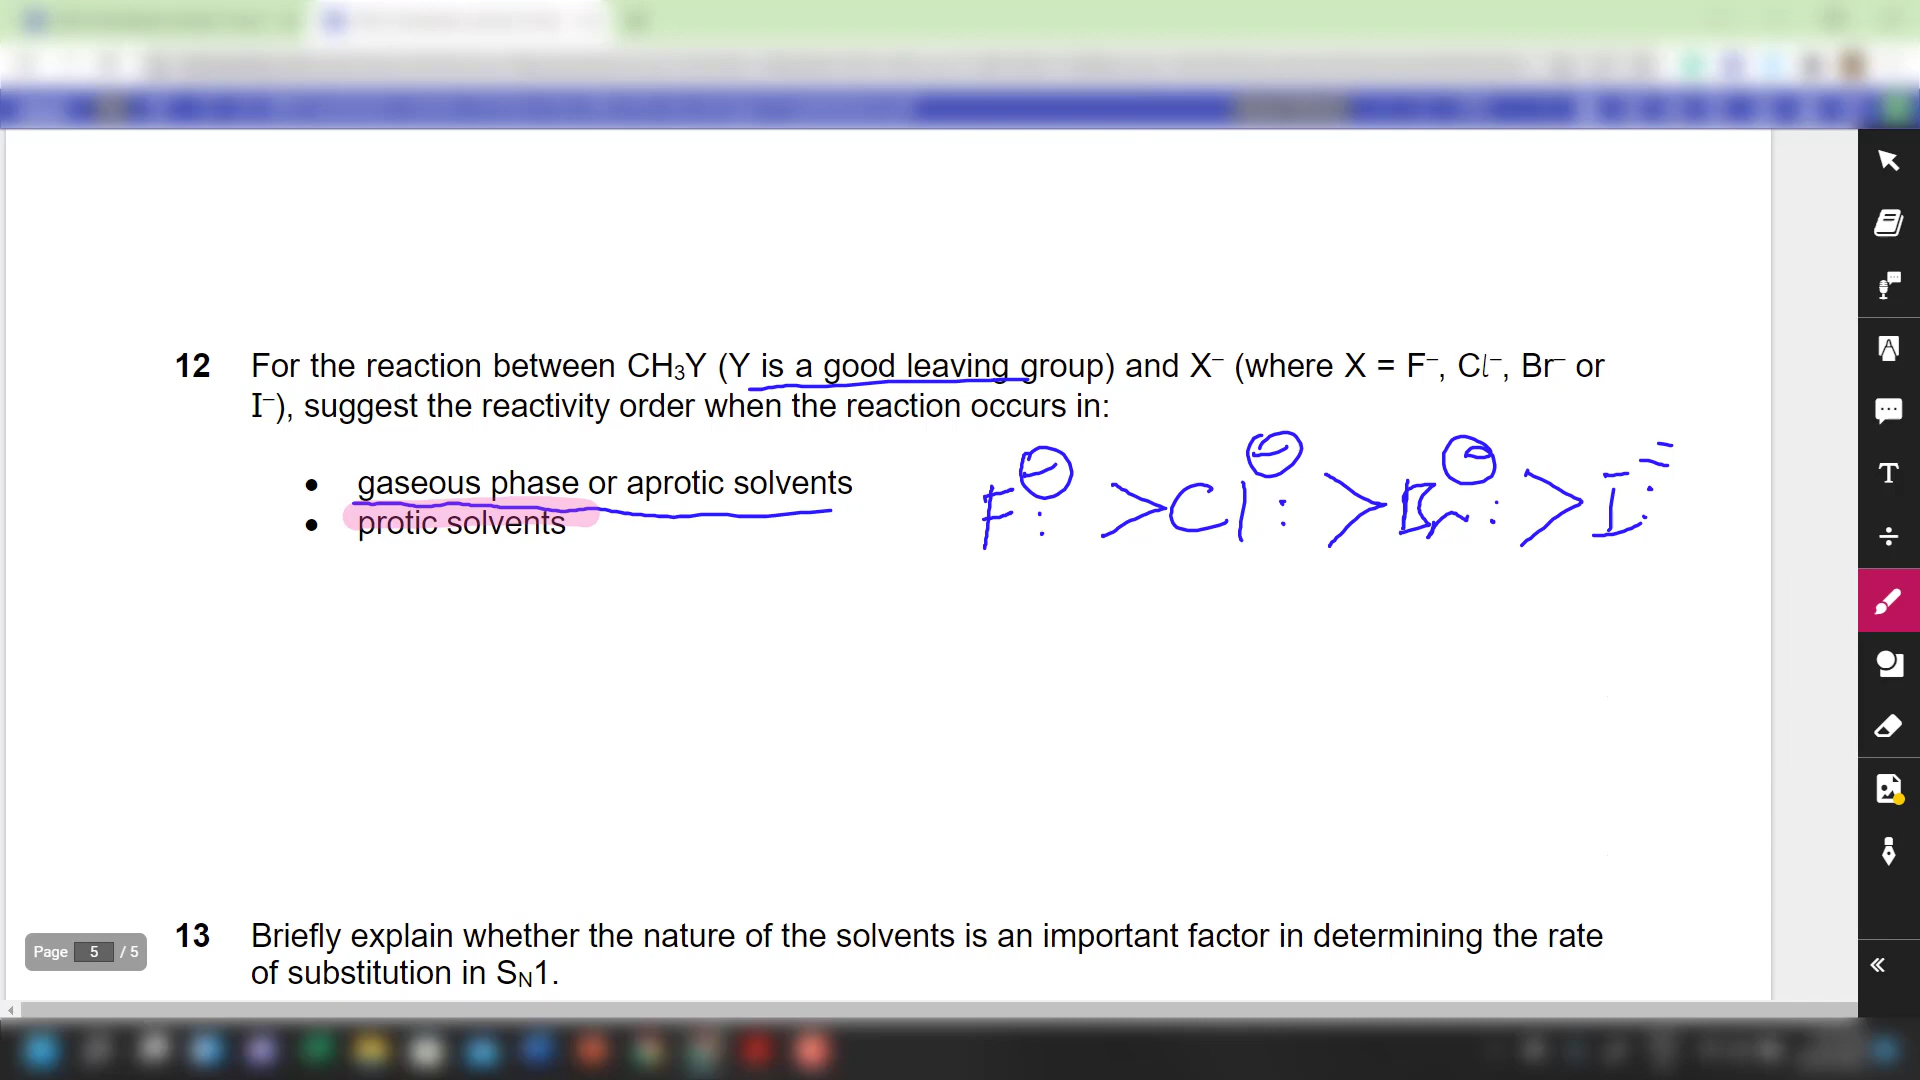 12 For the reaction between CH₃Y (Y is a good leaving group) and X⁻ (where X = F⁻, Cl⁻, Br⁻ or
I⁻), suggest the reactivity order when the reaction occurs in:
• gaseous phase or aprotic solvents
• protic solvents
F:⊖ > Cl:⊖ > Br:⊖ > I:⁼
13 Briefly explain whether the nature of the solvents is an important factor in determining the rate
of substitution in Sₙ1.
Page 5 / 5